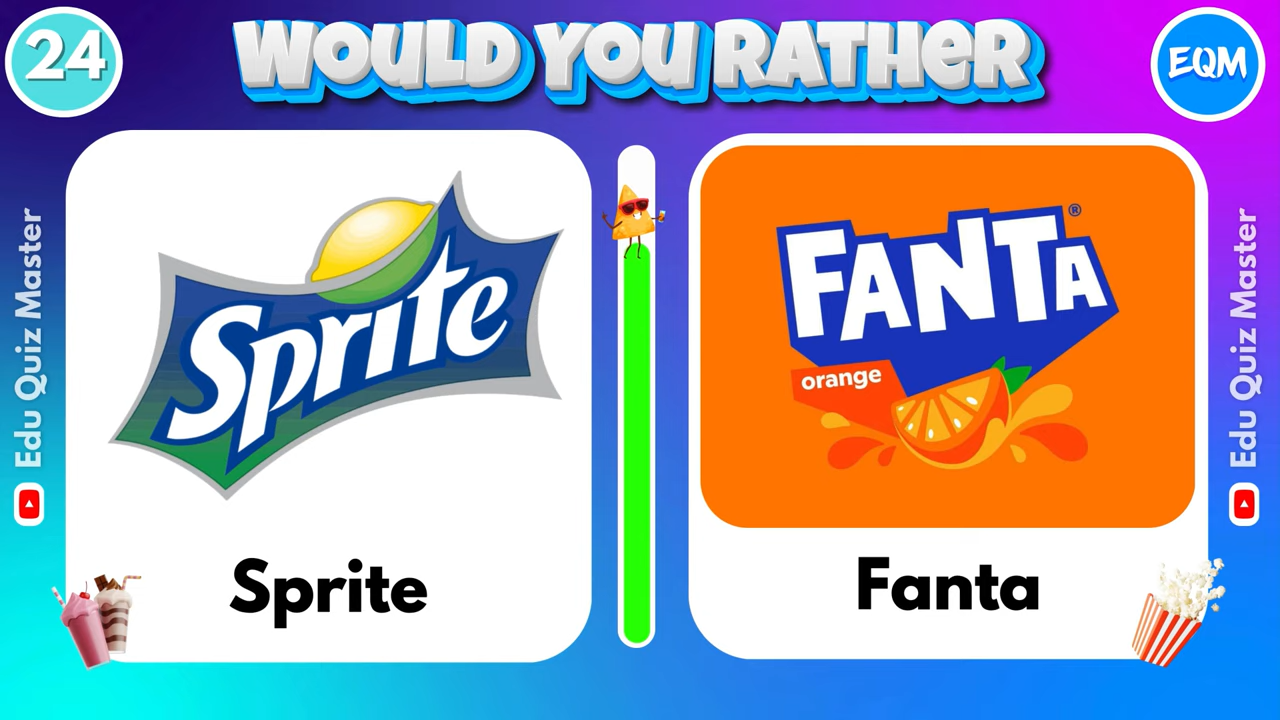 24
WOULD YOU RATHER
EQM
Edu Quiz Master
Sprite
Sprite
FANTA®
orange
Fanta
Edu Quiz Master